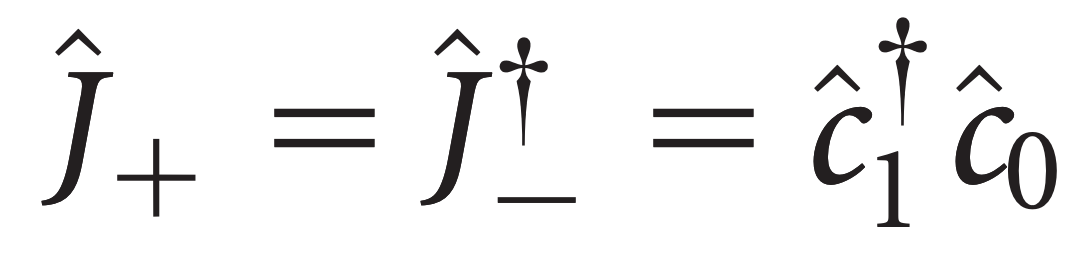 Ĵ₊ = Ĵ₋† = ĉ₁† ĉ₀